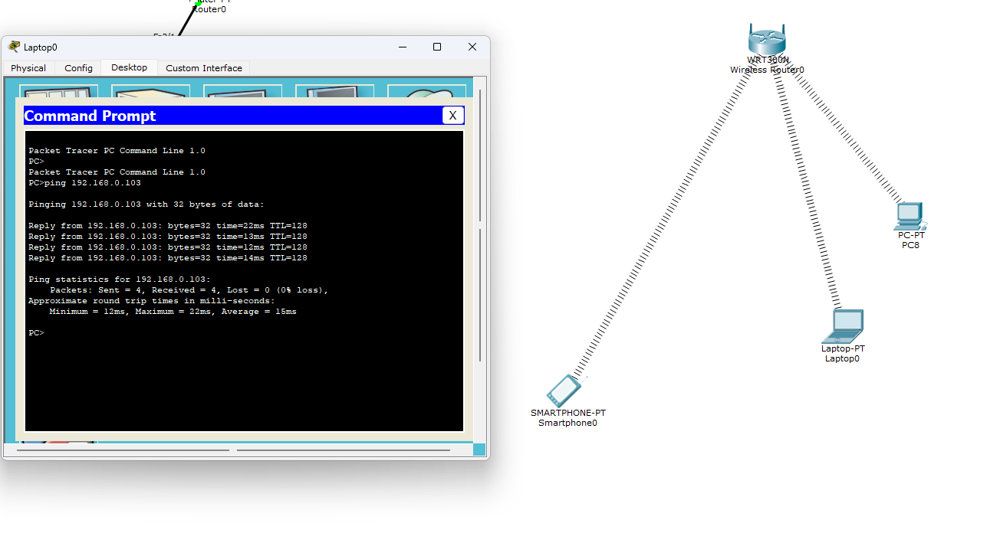 Router0
Laptop0
Physical
Config
Desktop
Custom Interface
Command Prompt
X
Packet Tracer PC Command Line 1.0
PC>
Packet Tracer PC Command Line 1.0
PC>ping 192.168.0.103
Pinging 192.168.0.103 with 32 bytes of data:
Reply from 192.168.0.103: bytes=32 time=22ms TTL=128
Reply from 192.168.0.103: bytes=32 time=13ms TTL=128
Reply from 192.168.0.103: bytes=32 time=12ms TTL=128
Reply from 192.168.0.103: bytes=32 time=14ms TTL=128
Ping statistics for 192.168.0.103:
Packets: Sent = 4, Received = 4, Lost = 0 (0% loss),
Approximate round trip times in milli-seconds:
Minimum = 12ms, Maximum = 22ms, Average = 15ms
PC>
WRT300N
Wireless Router0
PC-PT
PC8
Laptop-PT
Laptop0
SMARTPHONE-PT
Smartphone0